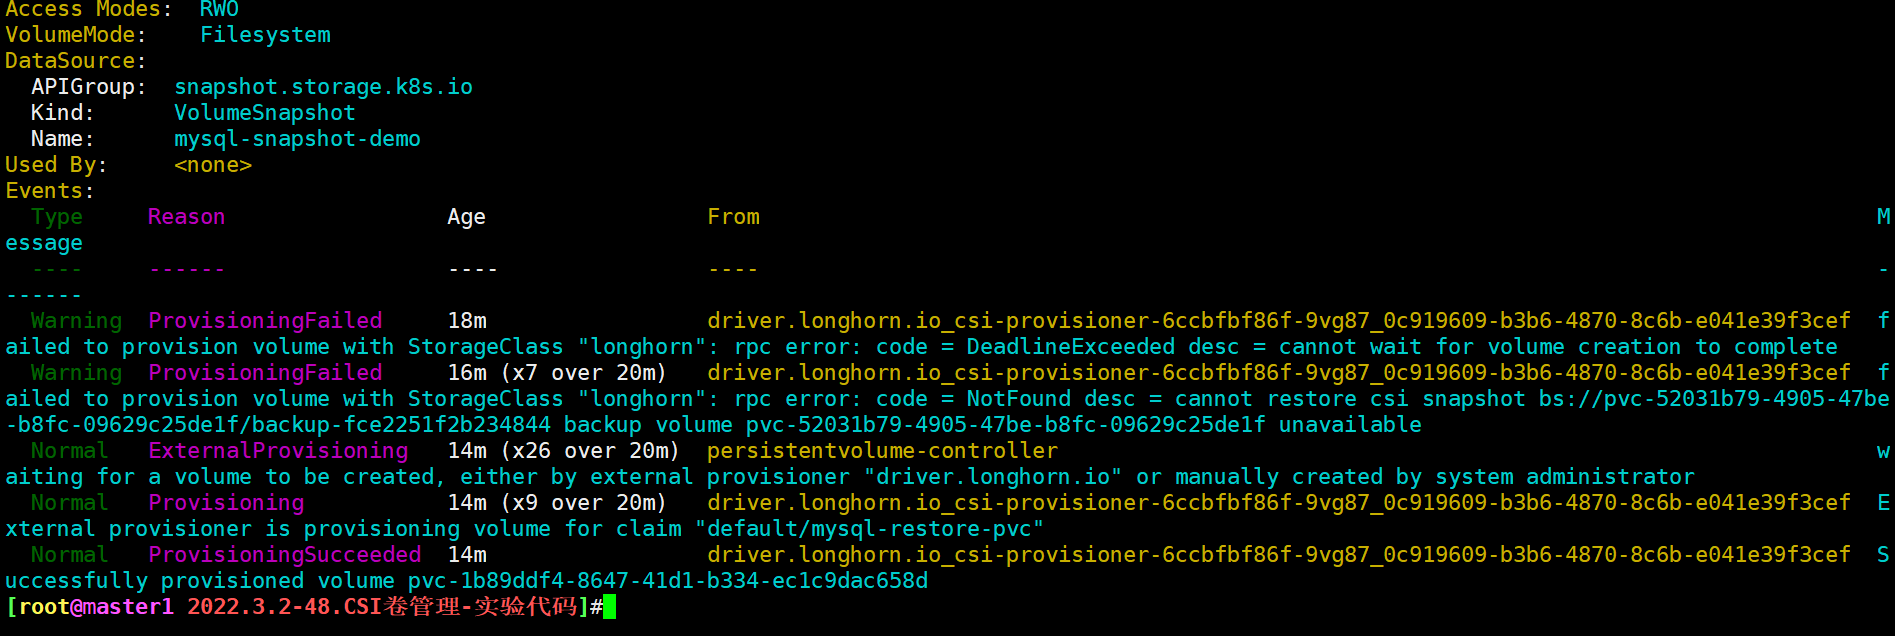 Access Modes:  RWO
VolumeMode:    Filesystem
DataSource:
  APIGroup:  snapshot.storage.k8s.io
  Kind:      VolumeSnapshot
  Name:      mysql-snapshot-demo
Used By:     <none>
Events:
  Type     Reason                 Age                 From                                                                                      M
essage
  ----     ------                 ----                ----                                                                                      -
------
  Warning  ProvisioningFailed     18m                 driver.longhorn.io_csi-provisioner-6ccbfbf86f-9vg87_0c919609-b3b6-4870-8c6b-e041e39f3cef  f
ailed to provision volume with StorageClass "longhorn": rpc error: code = DeadlineExceeded desc = cannot wait for volume creation to complete
  Warning  ProvisioningFailed     16m (x7 over 20m)   driver.longhorn.io_csi-provisioner-6ccbfbf86f-9vg87_0c919609-b3b6-4870-8c6b-e041e39f3cef  f
ailed to provision volume with StorageClass "longhorn": rpc error: code = NotFound desc = cannot restore csi snapshot bs://pvc-52031b79-4905-47be
-b8fc-09629c25de1f/backup-fce2251f2b234844 backup volume pvc-52031b79-4905-47be-b8fc-09629c25de1f unavailable
  Normal   ExternalProvisioning   14m (x26 over 20m)  persistentvolume-controller                                                               w
aiting for a volume to be created, either by external provisioner "driver.longhorn.io" or manually created by system administrator
  Normal   Provisioning           14m (x9 over 20m)   driver.longhorn.io_csi-provisioner-6ccbfbf86f-9vg87_0c919609-b3b6-4870-8c6b-e041e39f3cef  E
xternal provisioner is provisioning volume for claim "default/mysql-restore-pvc"
  Normal   ProvisioningSucceeded  14m                 driver.longhorn.io_csi-provisioner-6ccbfbf86f-9vg87_0c919609-b3b6-4870-8c6b-e041e39f3cef  S
uccessfully provisioned volume pvc-1b89ddf4-8647-41d1-b334-ec1c9dac658d
[root@master1 2022.3.2-48.CSI卷管理-实验代码]#